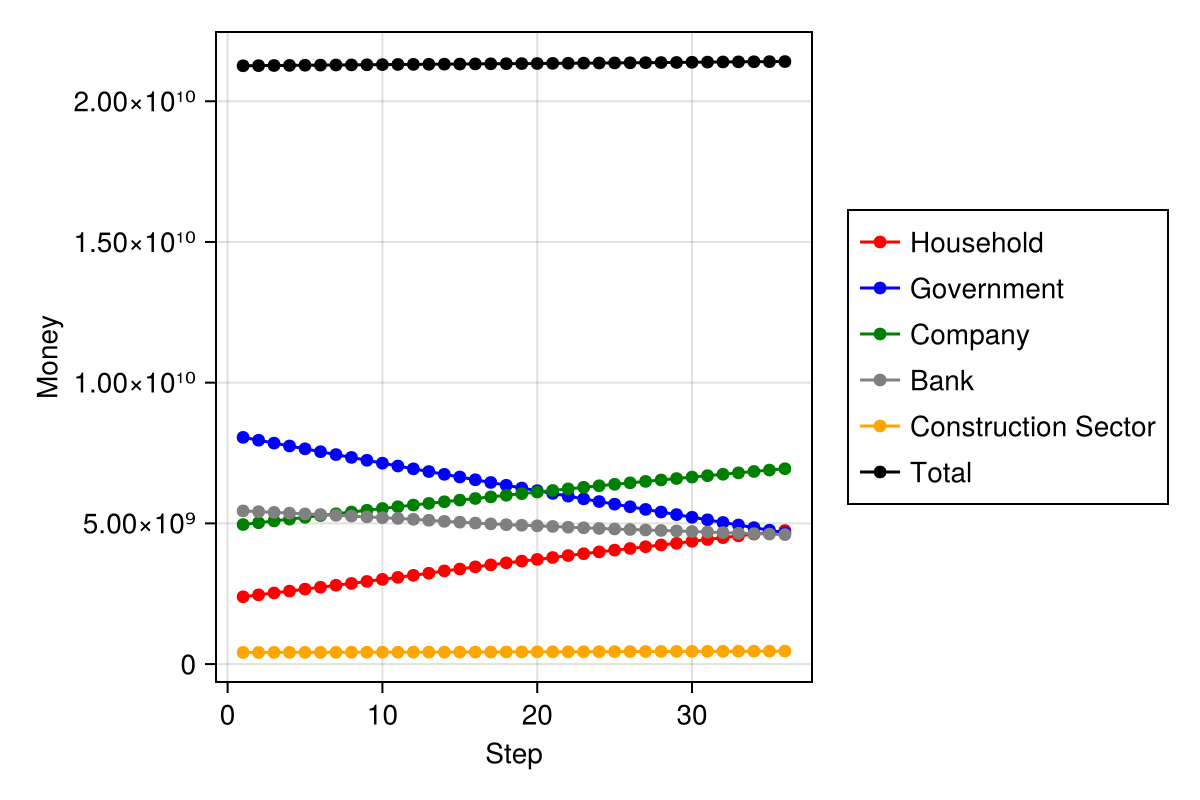 2.00×10¹⁰
1.50×10¹⁰
1.00×10¹⁰
5.00×10⁹
0
Money
0 10 20 30
Step
Household
Government
Company
Bank
Construction Sector
Total